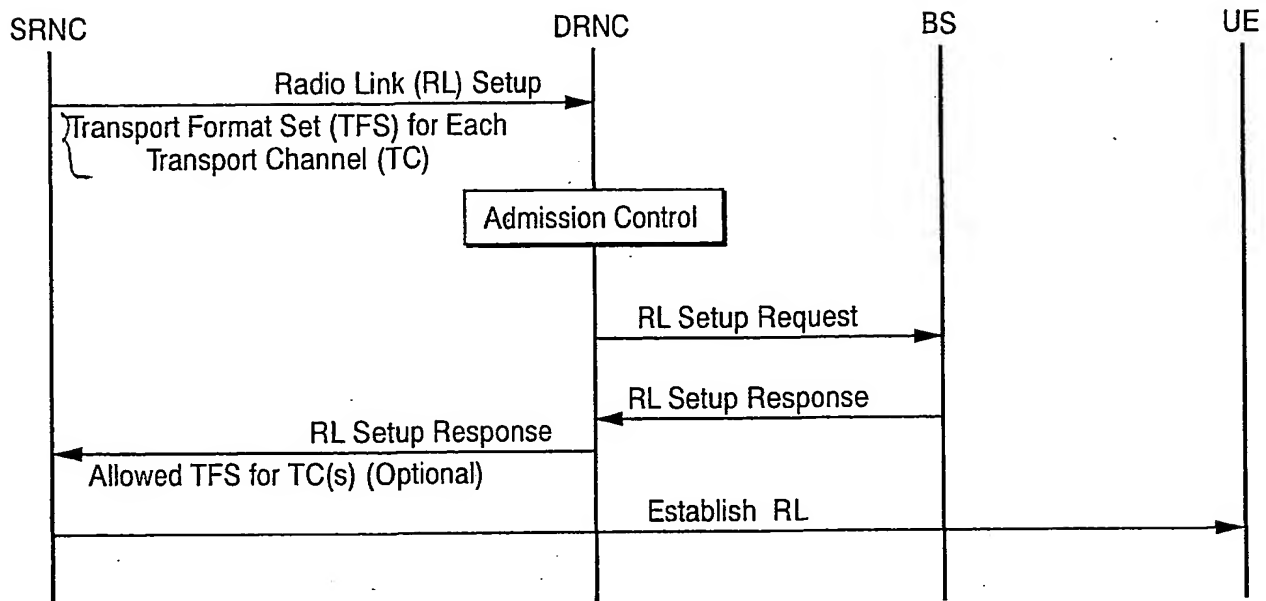 SRNC
DRNC
BS
UE
Radio Link (RL) Setup
Transport Format Set (TFS) for Each
Transport Channel (TC)
Admission Control
RL Setup Request
RL Setup Response
RL Setup Response
Allowed TFS for TC(s) (Optional)
Establish RL